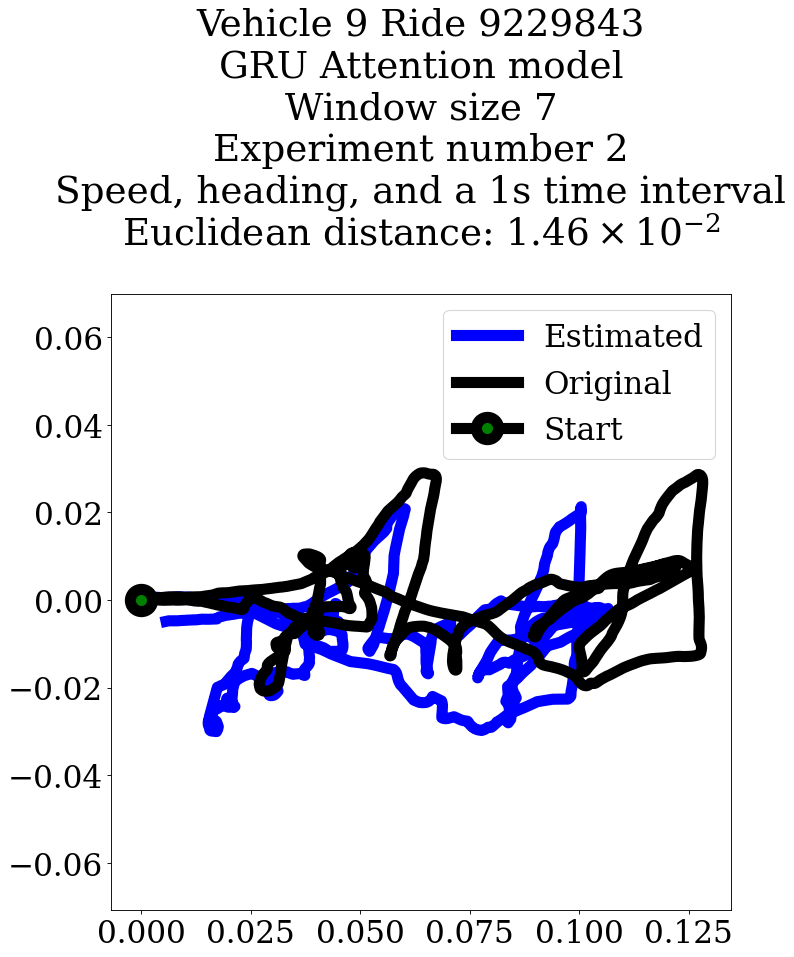 Vehicle 9 Ride 9229843
GRU Attention model
Window size 7
Experiment number 2
Speed, heading, and a 1s time interval
Euclidean distance: 1.46 × 10⁻²
Estimated
Original
Start
0.06
0.04
0.02
0.00
−0.02
−0.04
−0.06
0.000 0.025 0.050 0.075 0.100 0.125